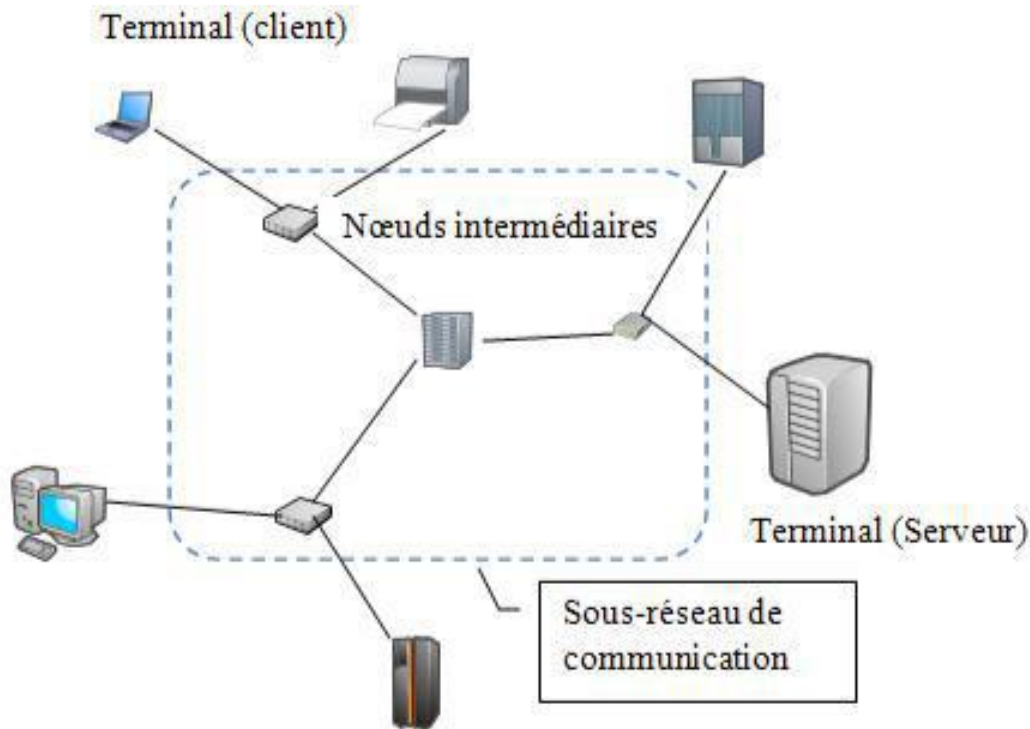 Terminal (client)
Nœuds intermédiaires
Terminal (Serveur)
Sous-réseau de
communication